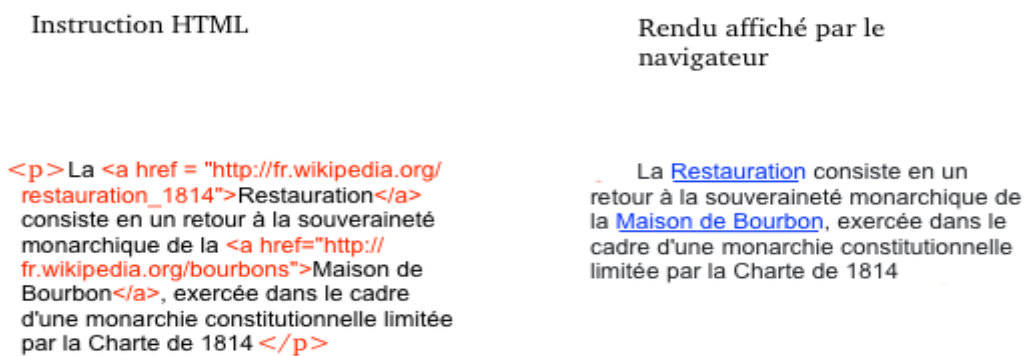 Instruction HTML
Rendu affiché par le
navigateur
<p>La <a href = "http://fr.wikipedia.org/
restauration_1814">Restauration</a>
consiste en un retour à la souveraineté
monarchique de la <a href="http://
fr.wikipedia.org/bourbons">Maison de
Bourbon</a>, exercée dans le cadre
d'une monarchie constitutionnelle limitée
par la Charte de 1814 </p>
La Restauration consiste en un
retour à la souveraineté monarchique de
la Maison de Bourbon, exercée dans le
cadre d'une monarchie constitutionnelle
limitée par la Charte de 1814